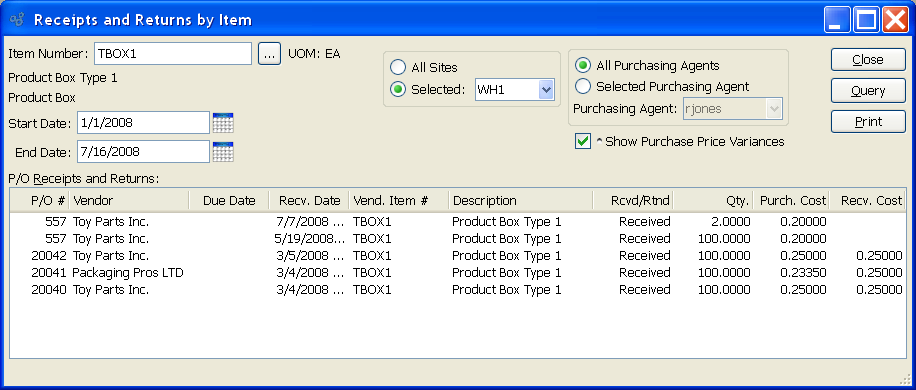 Receipts and Returns by Item
Item Number: TBOX1 ... UOM: EA
Product Box Type 1
Product Box
Start Date: 1/1/2008
End Date: 7/16/2008
All Sites
Selected: WH1
All Purchasing Agents
Selected Purchasing Agent
Purchasing Agent: rjones
^ Show Purchase Price Variances
Close
Query
Print
P/O Receipts and Returns:
P/O # Vendor Due Date Recv. Date Vend. Item # Description Rcvd/Rtnd Qty. Purch. Cost Recv. Cost
557 Toy Parts Inc. 7/7/2008 ... TBOX1 Product Box Type 1 Received 2.0000 0.20000
557 Toy Parts Inc. 5/19/2008... TBOX1 Product Box Type 1 Received 100.0000 0.20000
20042 Toy Parts Inc. 3/5/2008 ... TBOX1 Product Box Type 1 Received 100.0000 0.25000 0.25000
20041 Packaging Pros LTD 3/4/2008 ... TBOX1 Product Box Type 1 Received 100.0000 0.23350 0.25000
20040 Toy Parts Inc. 3/4/2008 ... TBOX1 Product Box Type 1 Received 100.0000 0.25000 0.25000